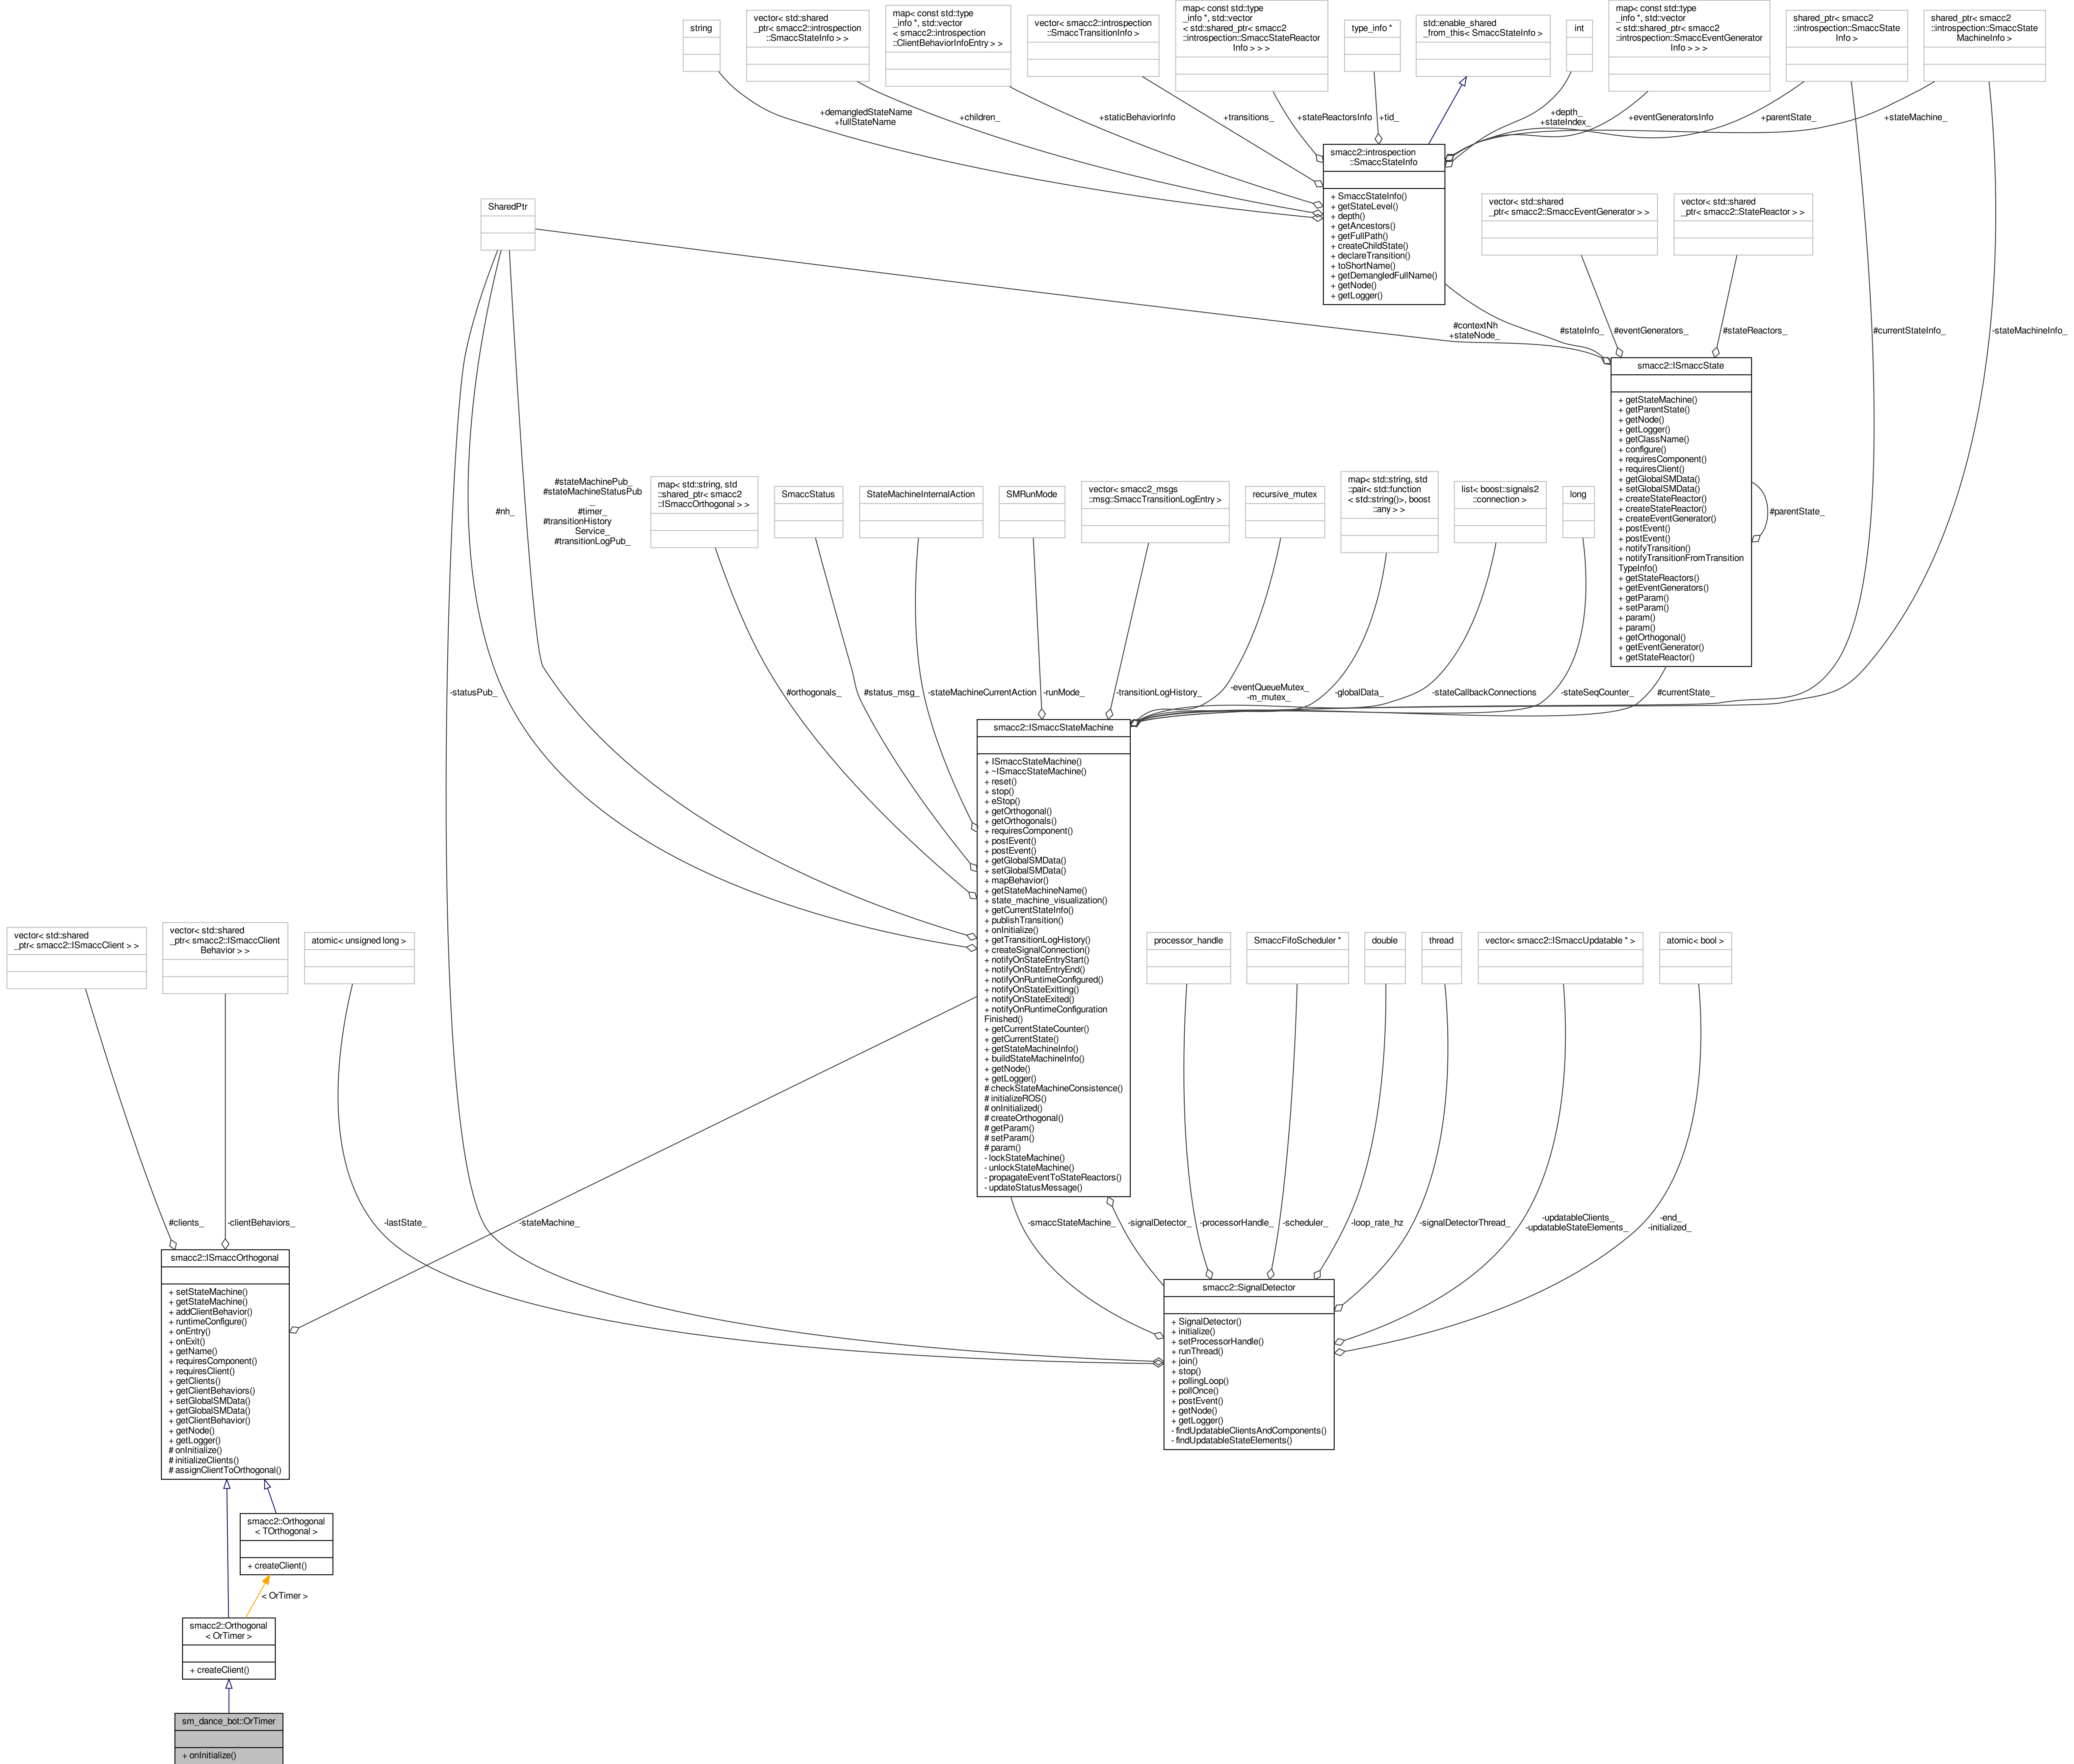 string
vector< std::shared
_ptr< smacc2::introspection
::SmaccStateInfo > >
map< const std::type
_info *, std::vector
< smacc2::introspection
::ClientBehaviorInfoEntry > >
vector< smacc2::introspection
::SmaccTransitionInfo >
map< const std::type
_info *, std::vector
< std::shared_ptr< smacc2
::introspection::SmaccStateReactor
Info > > >
type_info *
std::enable_shared
_from_this< SmaccStateInfo >
int
map< const std::type
_info *, std::vector
< std::shared_ptr< smacc2
::introspection::SmaccEventGenerator
Info > > >
shared_ptr< smacc2
::introspection::SmaccState
Info >
shared_ptr< smacc2
::introspection::SmaccState
MachineInfo >
+demangledStateName
+fullStateName
+children_
+staticBehaviorInfo
+transitions_
+stateReactorsInfo
+tid_
+depth_
+stateIndex_
+eventGeneratorsInfo
+parentState_
+stateMachine_
smacc2::introspection
::SmaccStateInfo
+ SmaccStateInfo()
+ getStateLevel()
+ depth()
+ getAncestors()
+ getFullPath()
+ createChildState()
+ declareTransition()
+ toShortName()
+ getDemangledFullName()
+ getNode()
+ getLogger()
SharedPtr
vector< std::shared
_ptr< smacc2::SmaccEventGenerator > >
vector< std::shared
_ptr< smacc2::StateReactor > >
#contextNh
+stateNode_
#stateInfo_
#eventGenerators_
#stateReactors_
#currentStateInfo_
-stateMachineInfo_
smacc2::ISmaccState
+ getStateMachine()
+ getParentState()
+ getNode()
+ getLogger()
+ getClassName()
+ configure()
+ requiresComponent()
+ requiresClient()
+ getGlobalSMData()
+ setGlobalSMData()
+ createStateReactor()
+ createStateReactor()
+ createEventGenerator()
+ postEvent()
+ postEvent()
+ notifyTransition()
+ notifyTransitionFromTransition
TypeInfo()
+ getStateReactors()
+ getEventGenerators()
+ getParam()
+ setParam()
+ param()
+ param()
+ getOrthogonal()
+ getEventGenerator()
+ getStateReactor()
#parentState_
#nh_
#stateMachinePub_
#stateMachineStatusPub
_
#timer_
#transitionHistory
Service_
#transitionLogPub_
map< std::string, std
::shared_ptr< smacc2
::ISmaccOrthogonal > >
SmaccStatus
StateMachineInternalAction
SMRunMode
vector< smacc2_msgs
::msg::SmaccTransitionLogEntry >
recursive_mutex
map< std::string, std
::pair< std::function
< std::string()>, boost
::any > >
list< boost::signals2
::connection >
long
-statusPub_
#orthogonals_
#status_msg_
-stateMachineCurrentAction
-runMode_
-transitionLogHistory_
-eventQueueMutex_
-m_mutex_
-globalData_
-stateCallbackConnections
-stateSeqCounter_
#currentState_
smacc2::ISmaccStateMachine
+ ISmaccStateMachine()
+ ~ISmaccStateMachine()
+ reset()
+ stop()
+ eStop()
+ getOrthogonal()
+ getOrthogonals()
+ requiresComponent()
+ postEvent()
+ postEvent()
+ getGlobalSMData()
+ setGlobalSMData()
+ mapBehavior()
+ getStateMachineName()
+ state_machine_visualization()
+ getCurrentStateInfo()
+ publishTransition()
+ onInitialize()
+ getTransitionLogHistory()
+ createSignalConnection()
+ notifyOnStateEntryStart()
+ notifyOnStateEntryEnd()
+ notifyOnRuntimeConfigured()
+ notifyOnStateExitting()
+ notifyOnStateExited()
+ notifyOnRuntimeConfiguration
Finished()
+ getCurrentStateCounter()
+ getCurrentState()
+ getStateMachineInfo()
+ buildStateMachineInfo()
+ getNode()
+ getLogger()
# checkStateMachineConsistence()
# initializeROS()
# onInitialized()
# createOrthogonal()
# getParam()
# setParam()
# param()
- lockStateMachine()
- unlockStateMachine()
- propagateEventToStateReactors()
- updateStatusMessage()
vector< std::shared
_ptr< smacc2::ISmaccClient > >
vector< std::shared
_ptr< smacc2::ISmaccClient
Behavior > >
atomic< unsigned long >
processor_handle
SmaccFifoScheduler *
double
thread
vector< smacc2::ISmaccUpdatable * >
atomic< bool >
#clients_
-clientBehaviors_
-lastState_
-stateMachine_
-smaccStateMachine_
-signalDetector_
-processorHandle_
-scheduler_
-loop_rate_hz
-signalDetectorThread_
-updatableClients_
-updatableStateElements_
-end_
-initialized_
smacc2::ISmaccOrthogonal
+ setStateMachine()
+ getStateMachine()
+ addClientBehavior()
+ runtimeConfigure()
+ onEntry()
+ onExit()
+ getName()
+ requiresComponent()
+ requiresClient()
+ getClients()
+ getClientBehaviors()
+ setGlobalSMData()
+ getGlobalSMData()
+ getClientBehavior()
+ getNode()
+ getLogger()
# onInitialize()
# initializeClients()
# assignClientToOrthogonal()
smacc2::SignalDetector
+ SignalDetector()
+ initialize()
+ setProcessorHandle()
+ runThread()
+ join()
+ stop()
+ pollingLoop()
+ pollOnce()
+ postEvent()
+ getNode()
+ getLogger()
- findUpdatableClientsAndComponents()
- findUpdatableStateElements()
smacc2::Orthogonal
< TOrthogonal >
+ createClient()
< OrTimer >
smacc2::Orthogonal
< OrTimer >
+ createClient()
sm_dance_bot::OrTimer
+ onInitialize()